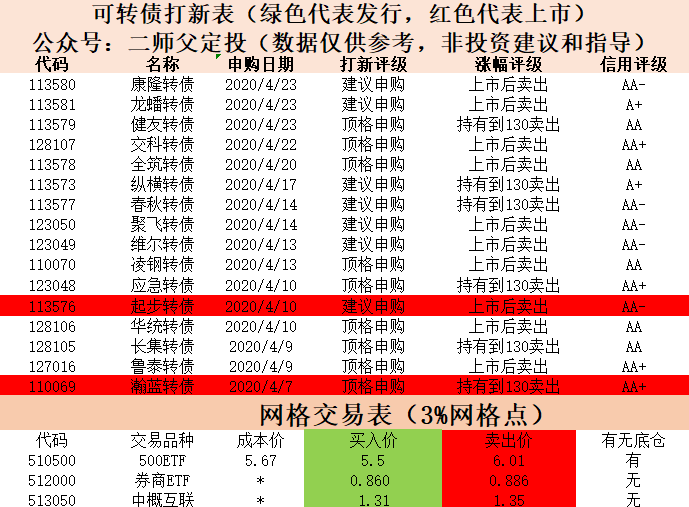 可转债打新表（绿色代表发行，红色代表上市）
公众号：二师父定投（数据仅供参考，非投资建议和指导）
代码 名称 申购日期 打新评级 涨幅评级 信用评级
113580 康隆转债 2020/4/23 建议申购 上市后卖出 AA-
113581 龙蟠转债 2020/4/23 建议申购 上市后卖出 A+
113579 健友转债 2020/4/23 顶格申购 持有到130卖出 AA
128107 交科转债 2020/4/22 顶格申购 上市后卖出 AA+
113578 全筑转债 2020/4/20 顶格申购 上市后卖出 AA
113573 纵横转债 2020/4/17 建议申购 持有到130卖出 A+
113577 春秋转债 2020/4/14 建议申购 持有到130卖出 AA-
123050 聚飞转债 2020/4/14 建议申购 上市后卖出 AA-
123049 维尔转债 2020/4/13 建议申购 上市后卖出 AA-
110070 凌钢转债 2020/4/13 顶格申购 上市后卖出 AA
123048 应急转债 2020/4/10 顶格申购 持有到130卖出 AA+
113576 起步转债 2020/4/10 建议申购 上市后卖出 AA-
128106 华统转债 2020/4/10 顶格申购 上市后卖出 AA
128105 长集转债 2020/4/9 顶格申购 持有到130卖出 AA
127016 鲁泰转债 2020/4/9 顶格申购 上市后卖出 AA+
110069 瀚蓝转债 2020/4/7 顶格申购 持有到130卖出 AA+
网格交易表（3%网格点）
代码 交易品种 成本价 买入价 卖出价 有无底仓
510500 500ETF 5.67 5.5 6.01 有
512000 券商ETF * 0.860 0.886 无
513050 中概互联 * 1.31 1.35 无